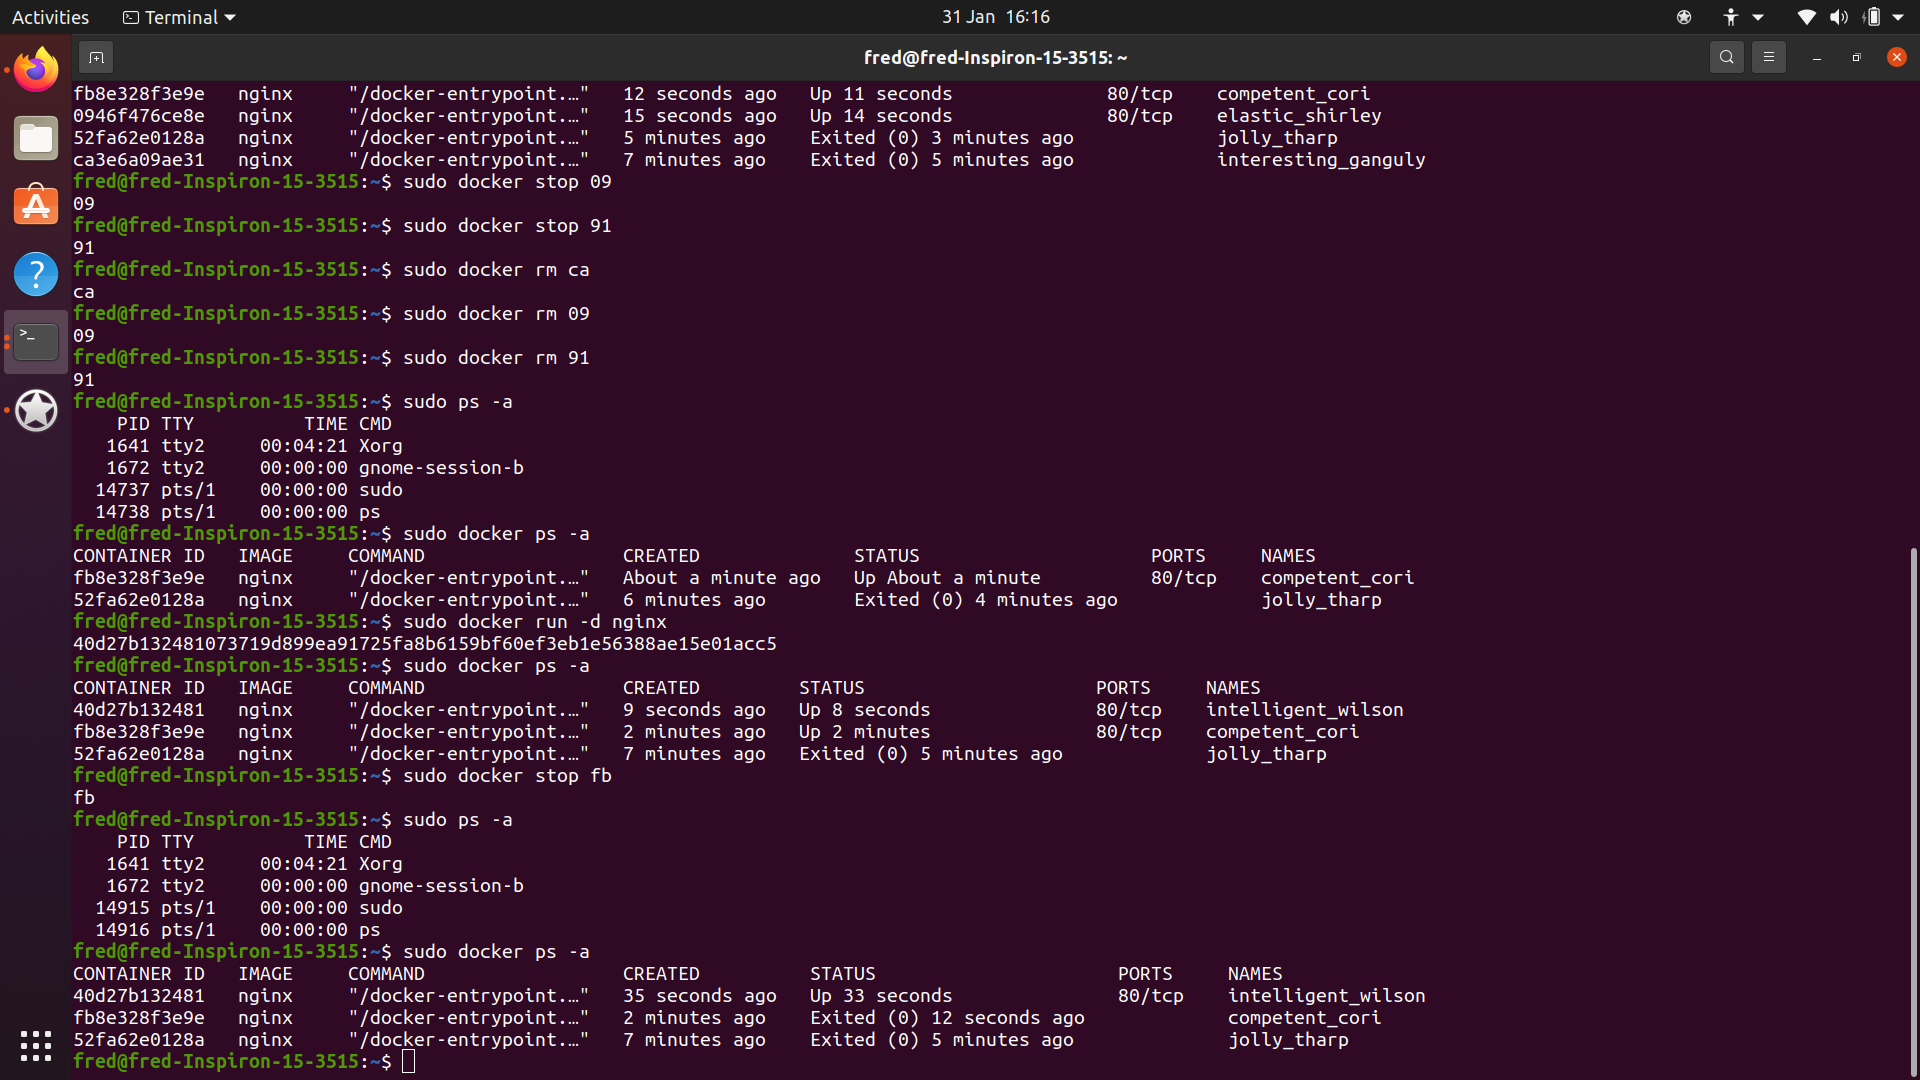 Activities Terminal 31 Jan 16:16
fred@fred-Inspiron-15-3515: ~
fb8e328f3e9e nginx "/docker-entrypoint.…" 12 seconds ago Up 11 seconds 80/tcp competent_cori
0946f476ce8e nginx "/docker-entrypoint.…" 15 seconds ago Up 14 seconds 80/tcp elastic_shirley
52fa62e0128a nginx "/docker-entrypoint.…" 5 minutes ago Exited (0) 3 minutes ago jolly_tharp
ca3e6a09ae31 nginx "/docker-entrypoint.…" 7 minutes ago Exited (0) 5 minutes ago interesting_ganguly
fred@fred-Inspiron-15-3515:~$ sudo docker stop 09
09
fred@fred-Inspiron-15-3515:~$ sudo docker stop 91
91
fred@fred-Inspiron-15-3515:~$ sudo docker rm ca
ca
fred@fred-Inspiron-15-3515:~$ sudo docker rm 09
09
fred@fred-Inspiron-15-3515:~$ sudo docker rm 91
91
fred@fred-Inspiron-15-3515:~$ sudo ps -a
PID TTY TIME CMD
1641 tty2 00:04:21 Xorg
1672 tty2 00:00:00 gnome-session-b
14737 pts/1 00:00:00 sudo
14738 pts/1 00:00:00 ps
fred@fred-Inspiron-15-3515:~$ sudo docker ps -a
CONTAINER ID IMAGE COMMAND CREATED STATUS PORTS NAMES
fb8e328f3e9e nginx "/docker-entrypoint.…" About a minute ago Up About a minute 80/tcp competent_cori
52fa62e0128a nginx "/docker-entrypoint.…" 6 minutes ago Exited (0) 4 minutes ago jolly_tharp
fred@fred-Inspiron-15-3515:~$ sudo docker run -d nginx
40d27b132481073719d899ea91725fa8b6159bf60ef3eb1e56388ae15e01acc5
fred@fred-Inspiron-15-3515:~$ sudo docker ps -a
CONTAINER ID IMAGE COMMAND CREATED STATUS PORTS NAMES
40d27b132481 nginx "/docker-entrypoint.…" 9 seconds ago Up 8 seconds 80/tcp intelligent_wilson
fb8e328f3e9e nginx "/docker-entrypoint.…" 2 minutes ago Up 2 minutes 80/tcp competent_cori
52fa62e0128a nginx "/docker-entrypoint.…" 7 minutes ago Exited (0) 5 minutes ago jolly_tharp
fred@fred-Inspiron-15-3515:~$ sudo docker stop fb
fb
fred@fred-Inspiron-15-3515:~$ sudo ps -a
PID TTY TIME CMD
1641 tty2 00:04:21 Xorg
1672 tty2 00:00:00 gnome-session-b
14915 pts/1 00:00:00 sudo
14916 pts/1 00:00:00 ps
fred@fred-Inspiron-15-3515:~$ sudo docker ps -a
CONTAINER ID IMAGE COMMAND CREATED STATUS PORTS NAMES
40d27b132481 nginx "/docker-entrypoint.…" 35 seconds ago Up 33 seconds 80/tcp intelligent_wilson
fb8e328f3e9e nginx "/docker-entrypoint.…" 2 minutes ago Exited (0) 12 seconds ago competent_cori
52fa62e0128a nginx "/docker-entrypoint.…" 7 minutes ago Exited (0) 5 minutes ago jolly_tharp
fred@fred-Inspiron-15-3515:~$